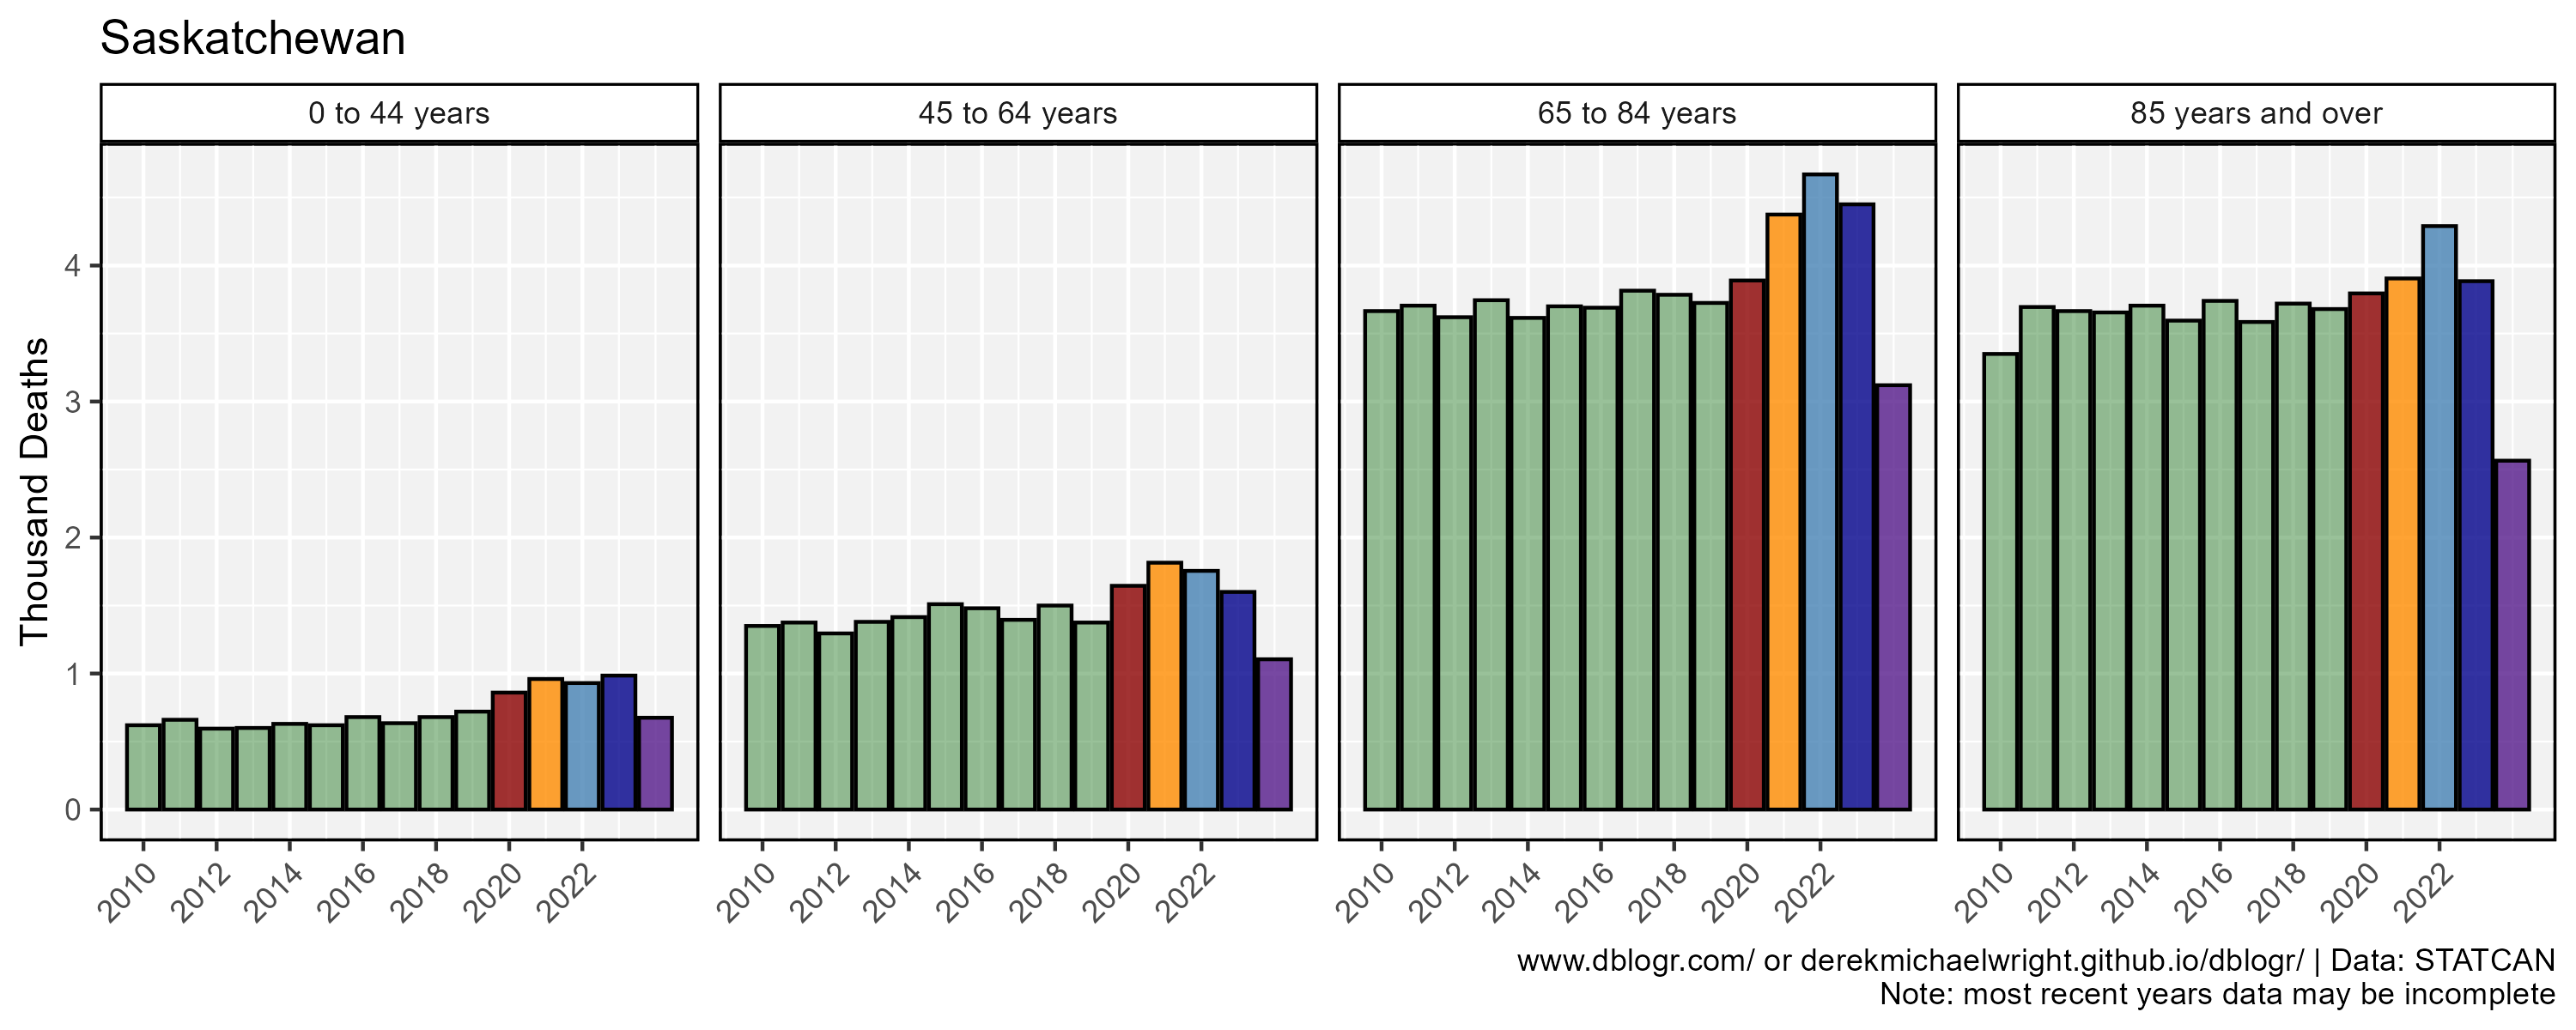 Saskatchewan
0 to 44 years
45 to 64 years
65 to 84 years
85 years and over
Thousand Deaths
4
3
2
1
0
2010 2012 2014 2016 2018 2020 2022
2010 2012 2014 2016 2018 2020 2022
2010 2012 2014 2016 2018 2020 2022
2010 2012 2014 2016 2018 2020 2022
www.dblogr.com/ or derekmichaelwright.github.io/dblogr/ | Data: STATCAN
Note: most recent years data may be incomplete